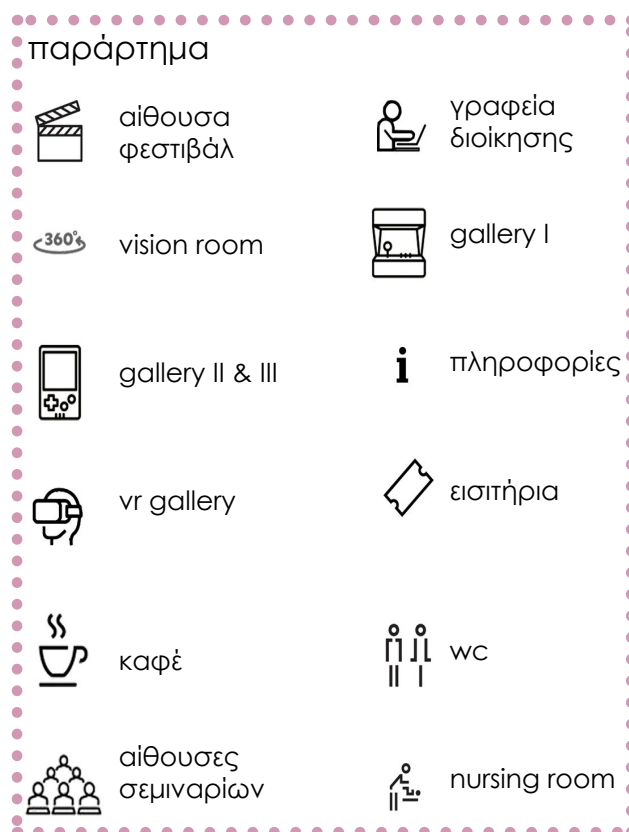 παράρτημα
αίθουσα
φεστιβάλ
γραφεία
διοίκησης
360°
vision room
gallery I
gallery II & III
i
πληροφορίες
vr gallery
εισιτήρια
καφέ
wc
αίθουσες
σεμιναρίων
nursing room